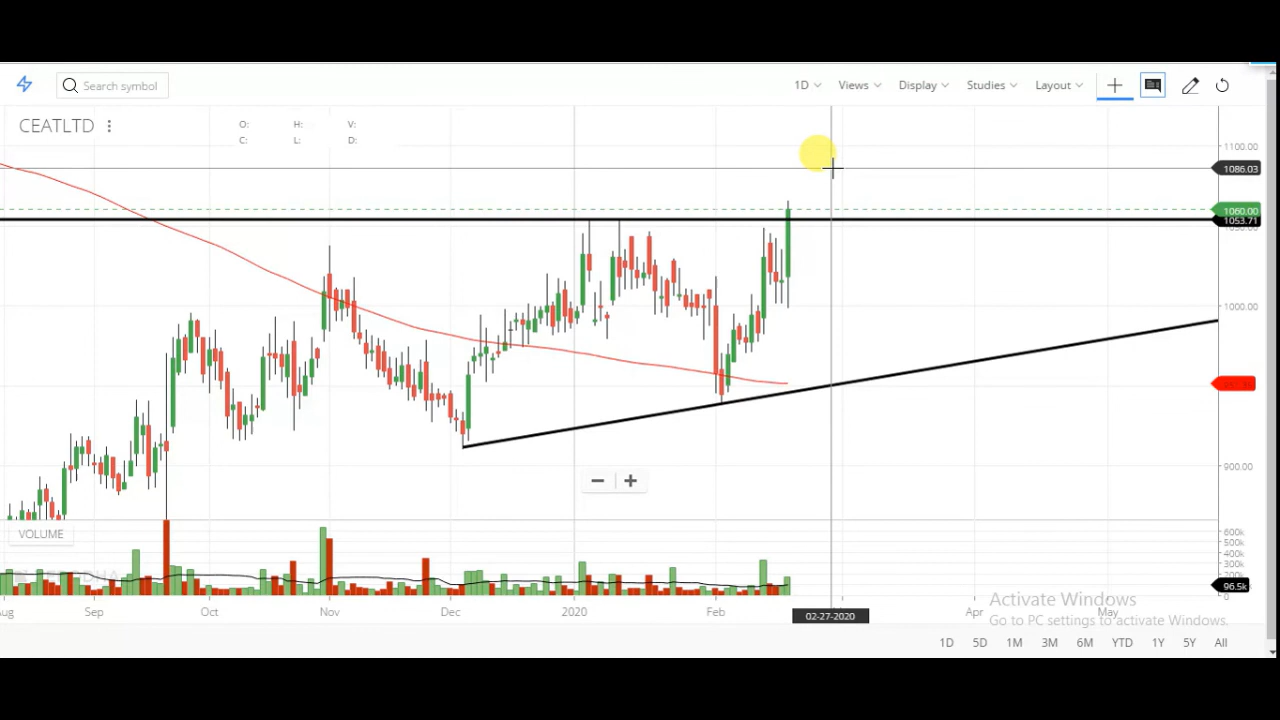 Search symbol
1D Views Display Studies Layout
CEATLTD
O: H: V:
C: L: D:
1100.00
1086.03
1060.00
1053.71
1000.00
900.00
VOLUME
600k
500k
400k
96.5k
0
Sep Oct Nov Dec 2020 Feb Apr May
02-27-2020
Activate Windows
Go to PC settings to activate Windows.
1D 5D 1M 3M 6M YTD 1Y 5Y All